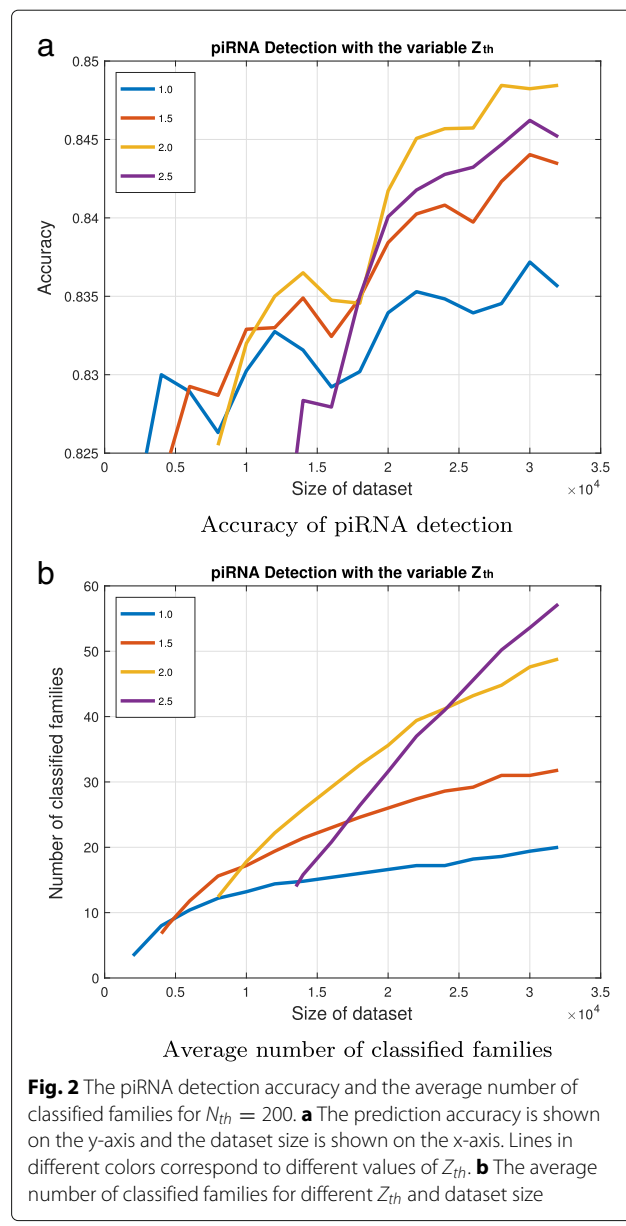 a
piRNA Detection with the variable Zth
0.85
0.845
0.84
0.835
0.83
0.825
Accuracy
1.0
1.5
2.0
2.5
0 0.5 1 1.5 2 2.5 3 3.5
×10⁴
Size of dataset
Accuracy of piRNA detection
b
piRNA Detection with the variable Zth
60
50
40
30
20
10
0
Number of classified families
1.0
1.5
2.0
2.5
0 0.5 1 1.5 2 2.5 3 3.5
×10⁴
Size of dataset
Average number of classified families
Fig. 2 The piRNA detection accuracy and the average number of
classified families for Nth = 200. a The prediction accuracy is shown
on the y-axis and the dataset size is shown on the x-axis. Lines in
different colors correspond to different values of Zth. b The average
number of classified families for different Zth and dataset size